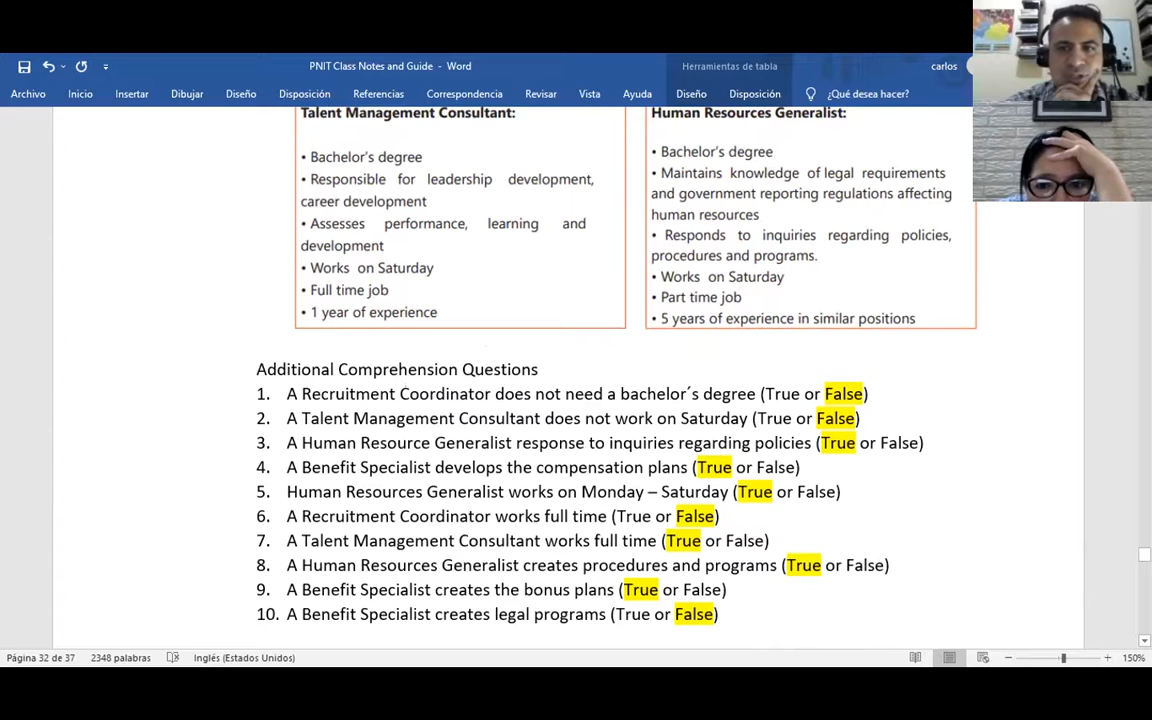 PNIT Class Notes and Guide - Word
Herramientas de tabla
carlos
Archivo Inicio Insertar Dibujar Diseño Disposición Referencias Correspondencia Revisar Vista Ayuda Diseño Disposición ¿Qué desea hacer?
Talent Management Consultant:
• Bachelor's degree
• Responsible for leadership development,
career development
• Assesses performance, learning and
development
• Works on Saturday
• Full time job
• 1 year of experience
Human Resources Generalist:
• Bachelor's degree
• Maintains knowledge of legal requirements
and government reporting regulations affecting
human resources
• Responds to inquiries regarding policies,
procedures and programs.
• Works on Saturday
• Part time job
• 5 years of experience in similar positions
Additional Comprehension Questions
1. A Recruitment Coordinator does not need a bachelor´s degree (True or False)
2. A Talent Management Consultant does not work on Saturday (True or False)
3. A Human Resource Generalist response to inquiries regarding policies (True or False)
4. A Benefit Specialist develops the compensation plans (True or False)
5. Human Resources Generalist works on Monday – Saturday (True or False)
6. A Recruitment Coordinator works full time (True or False)
7. A Talent Management Consultant works full time (True or False)
8. A Human Resources Generalist creates procedures and programs (True or False)
9. A Benefit Specialist creates the bonus plans (True or False)
10. A Benefit Specialist creates legal programs (True or False)
Página 32 de 37 2348 palabras Inglés (Estados Unidos) 150%